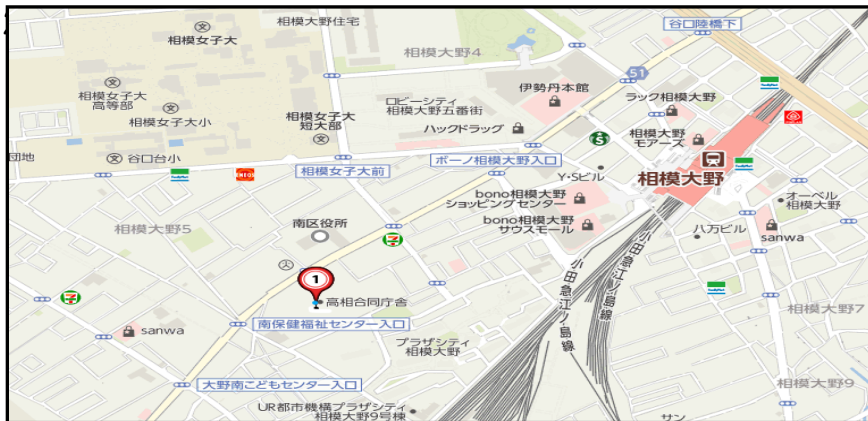 相模女子大
相模大野住宅
谷口陸橋下
相模大野4
51
相模女子大
高等部
相模女子大小
伊勢丹本館
ラック相模大野
ロビーシティ
相模大野五番街
相模女子大
短大部
ハックドラッグ
相模大野
モアーズ
団地
谷口台小
相模女子大前
ボーノ相模大野入口
Y・Sビル
相模大野
bono相模大野
ショッピングセンター
オーベル
相模大野
bono相模大野
サウスモール
八万ビル
sanwa
相模大野5
南区役所
小田急江ノ島線
小田急江ノ島線
1
高相合同庁舎
南保健福祉センター入口
sanwa
プラザシティ
相模大野
相模大野7
大野南こどもセンター入口
相模大野9
UR都市機構プラザシティ
相模大野9号棟
サン